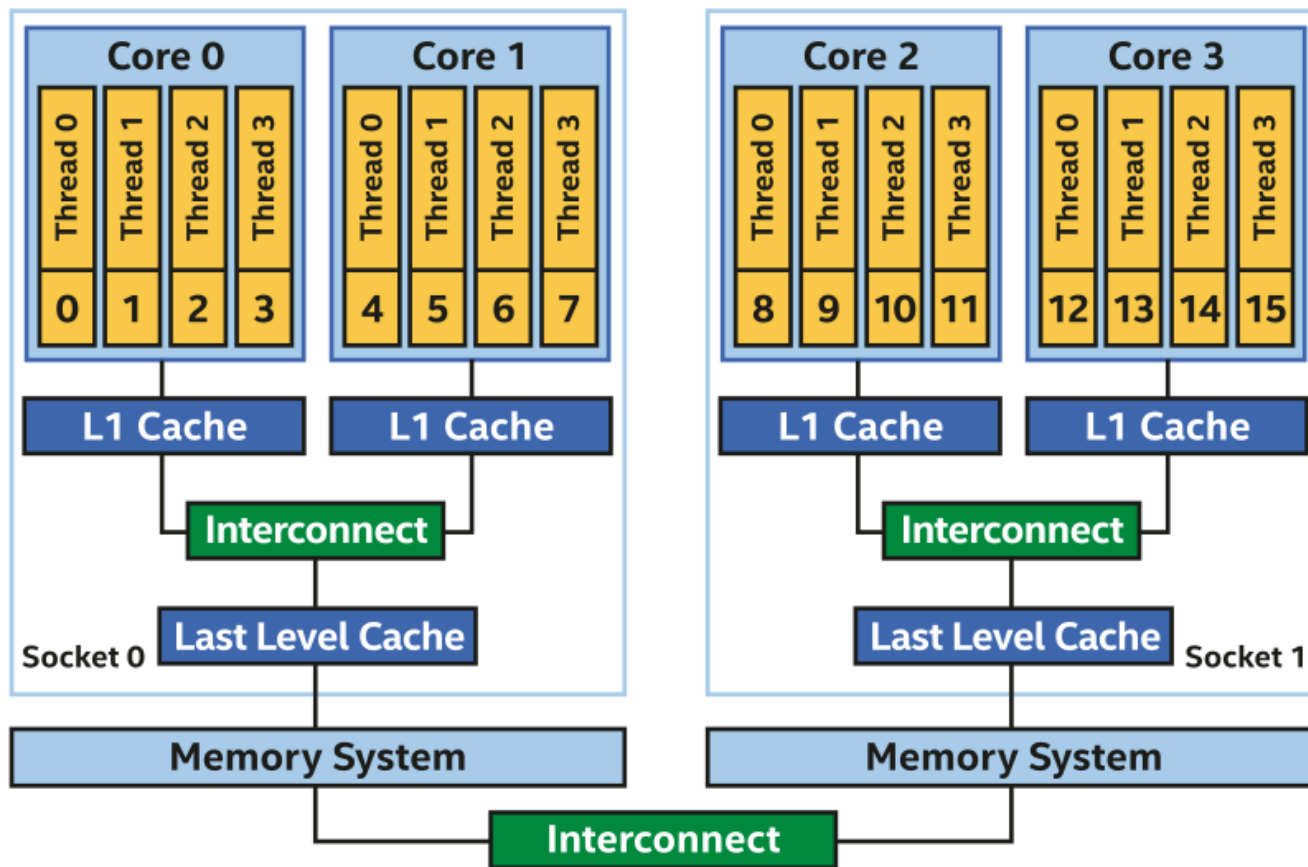 Core 0
Core 1
Core 2
Core 3
Thread 0 Thread 1 Thread 2 Thread 3
Thread 0 Thread 1 Thread 2 Thread 3
Thread 0 Thread 1 Thread 2 Thread 3
Thread 0 Thread 1 Thread 2 Thread 3
0 1 2 3
4 5 6 7
8 9 10 11
12 13 14 15
L1 Cache
L1 Cache
L1 Cache
L1 Cache
Interconnect
Interconnect
Last Level Cache
Last Level Cache
Socket 0
Socket 1
Memory System
Memory System
Interconnect